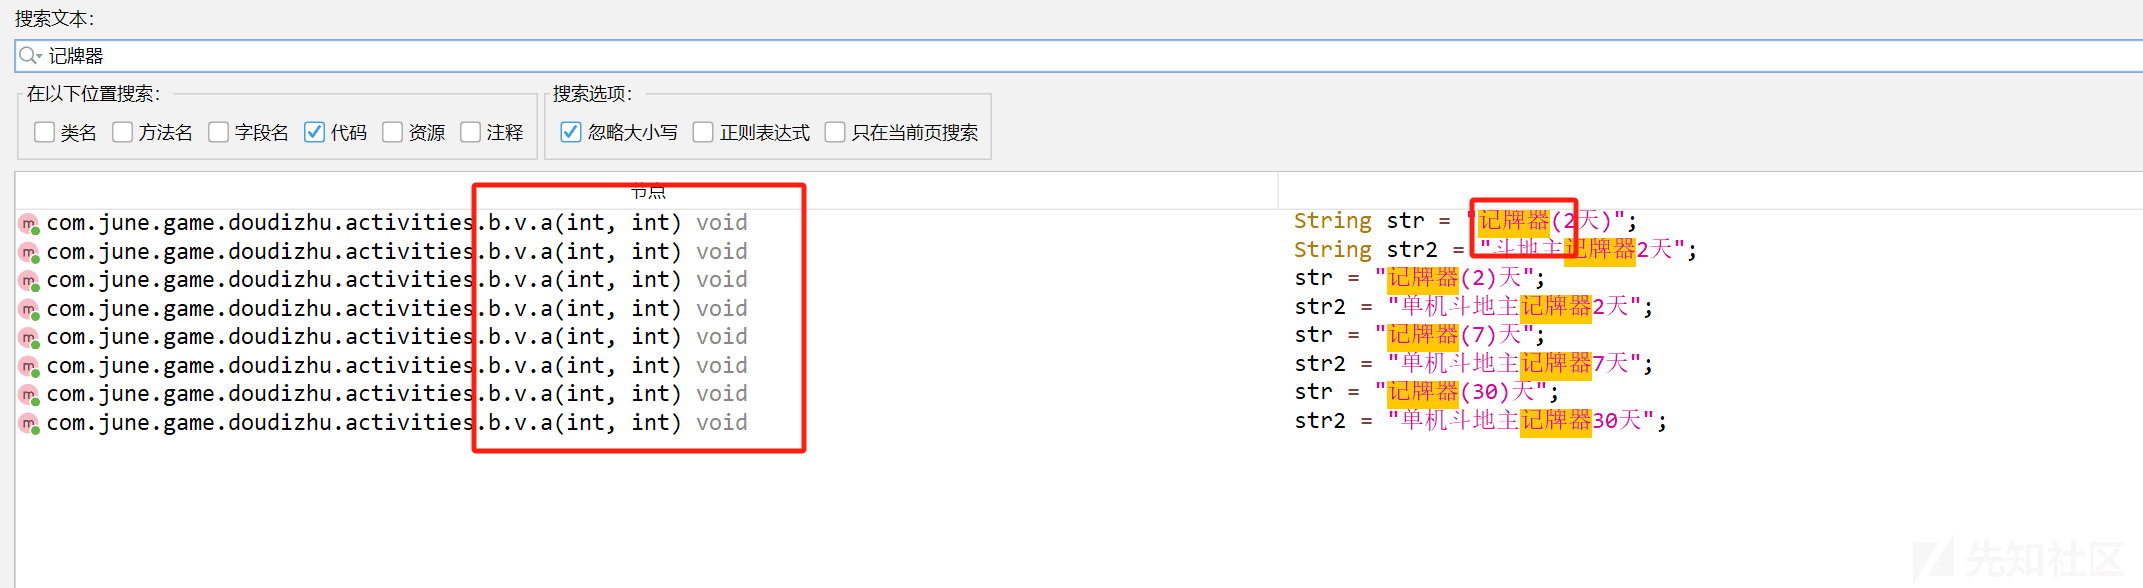 搜索文本:
记牌器
在以下位置搜索: 搜索选项:
类名 方法名 字段名 代码 资源 注释 忽略大小写 正则表达式 只在当前页搜索
节点
com.june.game.doudizhu.activities.b.v.a(int, int) void String str = "记牌器(2天)";
com.june.game.doudizhu.activities.b.v.a(int, int) void String str2 = "斗地主记牌器2天";
com.june.game.doudizhu.activities.b.v.a(int, int) void str = "记牌器(2)天";
com.june.game.doudizhu.activities.b.v.a(int, int) void str2 = "单机斗地主记牌器2天";
com.june.game.doudizhu.activities.b.v.a(int, int) void str = "记牌器(7)天";
com.june.game.doudizhu.activities.b.v.a(int, int) void str2 = "单机斗地主记牌器7天";
com.june.game.doudizhu.activities.b.v.a(int, int) void str = "记牌器(30)天";
com.june.game.doudizhu.activities.b.v.a(int, int) void str2 = "单机斗地主记牌器30天";
先知社区